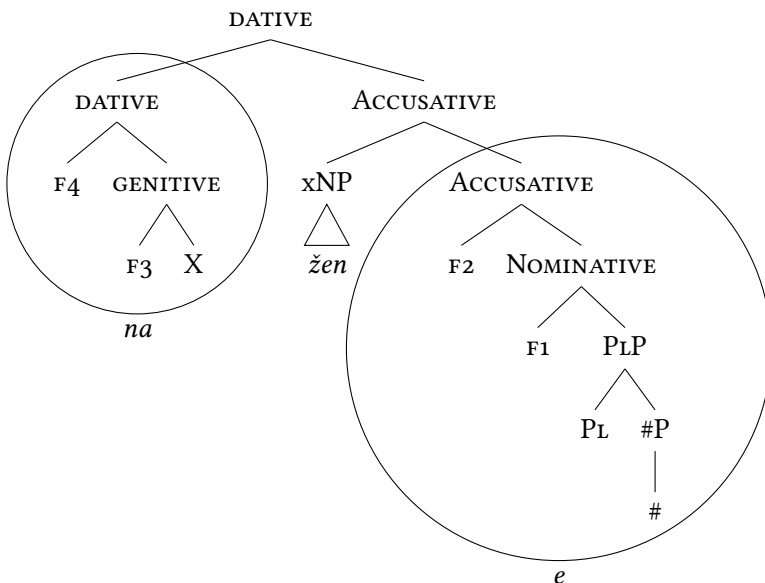 DATIVE
DATIVE ACCUSATIVE
F4 GENITIVE xNP ACCUSATIVE
F3 X žen F2 NOMINATIVE
na F1 PLP
PL #P
#
e